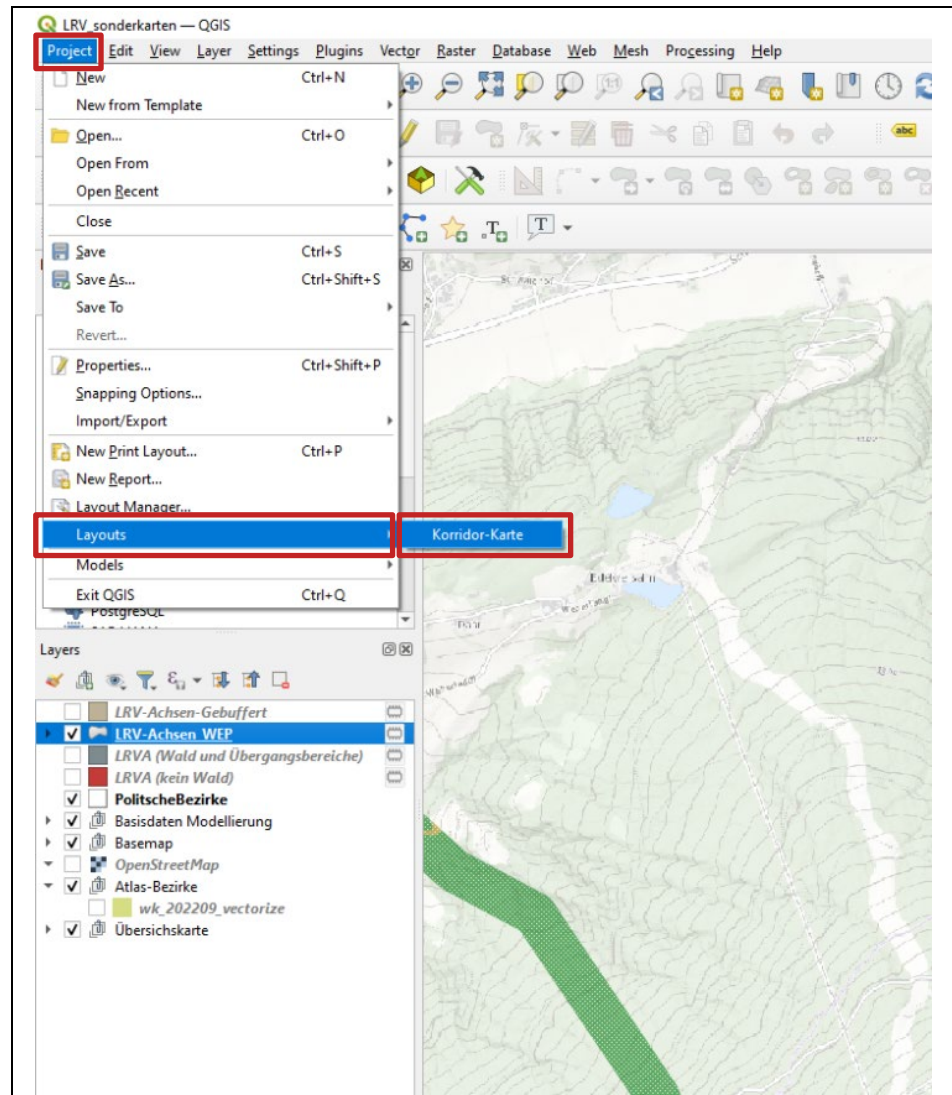 LRV_sonderkarten — QGIS
Project Edit View Layer Settings Plugins Vector Raster Database Web Mesh Processing Help
New Ctrl+N
New from Template
Open... Ctrl+O
Open From
Open Recent
Close
Save Ctrl+S
Save As... Ctrl+Shift+S
Save To
Revert...
Properties... Ctrl+Shift+P
Snapping Options...
Import/Export
New Print Layout... Ctrl+P
New Report...
Layout Manager...
Layouts Korridor-Karte
Models
Exit QGIS Ctrl+Q
PostgreSQL
abc
T
T
1:1
Layers
LRV-Achsen-Gebuffert
LRV-Achsen_WEP
LRVA (Wald und Übergangsbereiche)
LRVA (kein Wald)
PolitscheBezirke
Basisdaten Modellierung
Basemap
OpenStreetMap
Atlas-Bezirke
wk_202209_vectorize
Übersichskarte